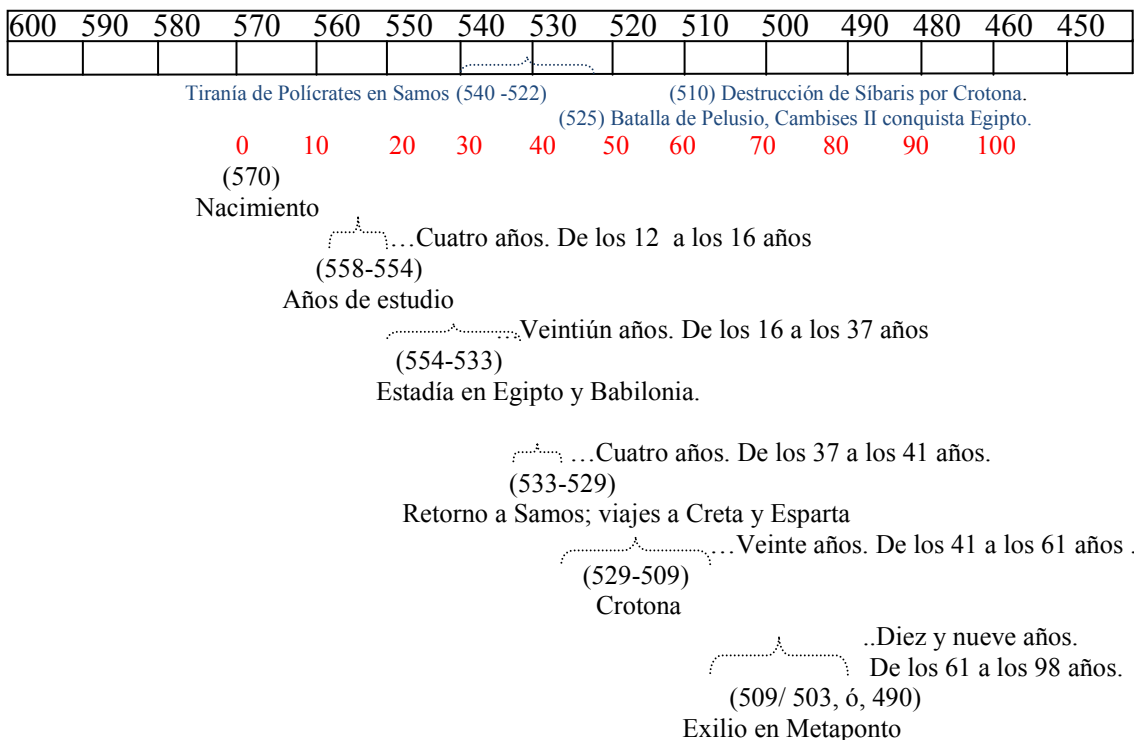 600 590 580 570 560 550 540 530 520 510 500 490 480 460 450
Tiranía de Polícrates en Samos (540 -522) (510) Destrucción de Síbaris por Crotona.
(525) Batalla de Pelusio, Cambises II conquista Egipto.
0 10 20 30 40 50 60 70 80 90 100
(570)
Nacimiento
…Cuatro años. De los 12 a los 16 años
(558-554)
Años de estudio
…Veintiún años. De los 16 a los 37 años
(554-533)
Estadía en Egipto y Babilonia.
…Cuatro años. De los 37 a los 41 años.
(533-529)
Retorno a Samos; viajes a Creta y Esparta
…Veinte años. De los 41 a los 61 años .
(529-509)
Crotona
..Diez y nueve años.
De los 61 a los 98 años.
(509/ 503, ó, 490)
Exilio en Metaponto